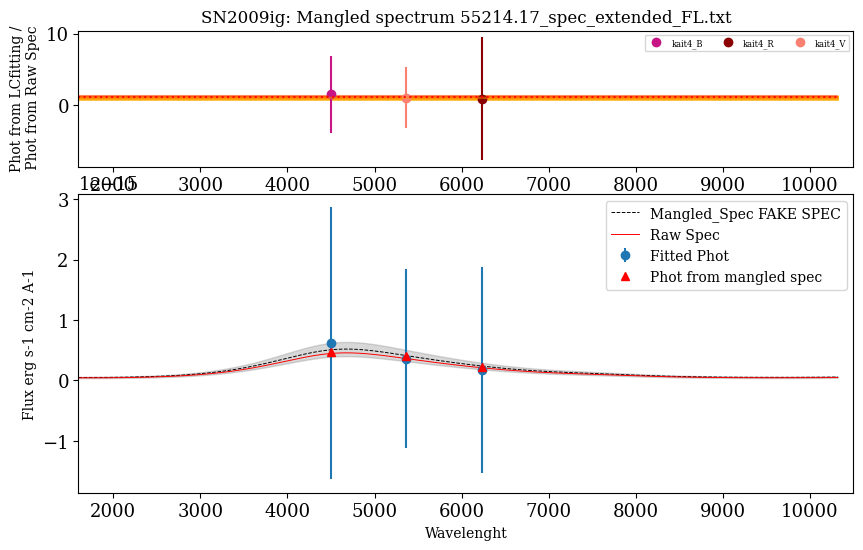 SN2009ig: Mangled spectrum 55214.17_spec_extended_FL.txt
Phot from LCfitting /
Phot from Raw Spec
10
0
kait4_B kait4_R kait4_V
2000 3000 4000 5000 6000 7000 8000 9000 10000
1e−15
3
2
1
0
−1
Flux erg s-1 cm-2 A-1
Mangled_Spec FAKE SPEC
Raw Spec
Fitted Phot
Phot from mangled spec
2000 3000 4000 5000 6000 7000 8000 9000 10000
Wavelenght